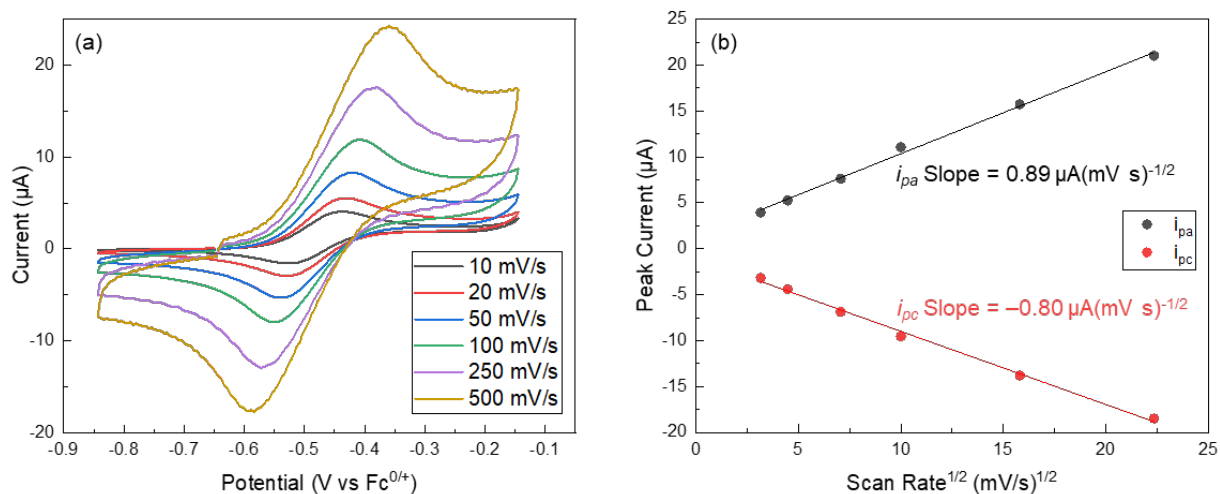 (a)
Current (µA)
20
10
0
-10
-20
-0.9 -0.8 -0.7 -0.6 -0.5 -0.4 -0.3 -0.2 -0.1
Potential (V vs Fc⁰/⁺)
10 mV/s
20 mV/s
50 mV/s
100 mV/s
250 mV/s
500 mV/s
(b)
Peak Current (µA)
25
20
15
10
5
0
-5
-10
-15
-20
0 5 10 15 20 25
Scan Rate¹/² (mV/s)¹/²
iₚₐ Slope = 0.89 µA(mV s)⁻¹/²
iₚₐ
iₚc
iₚc Slope = –0.80 µA(mV s)⁻¹/²